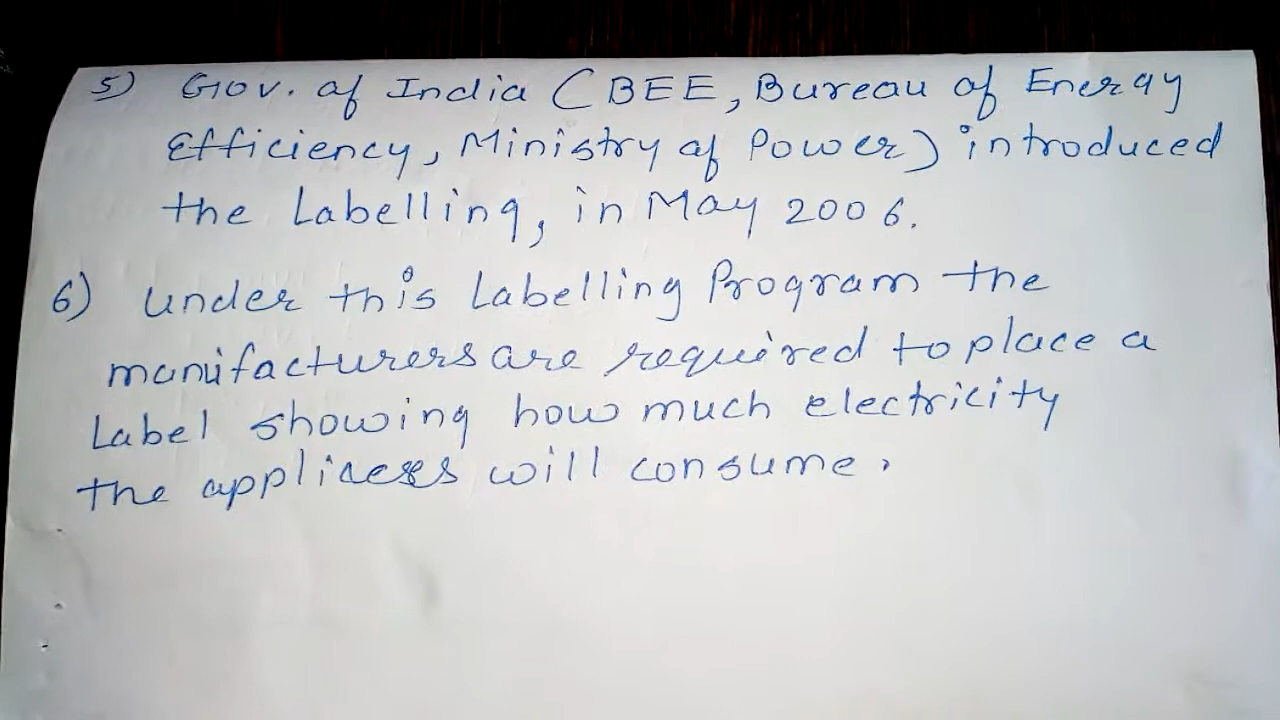 5) Gov. of India (BEE, Bureau of Energy
Efficiency, Ministry of Power) introduced
the Labelling, in May 2006.
6) Under this Labelling Program the
manufacturers are required to place a
Label showing how much electricity
the will consume.